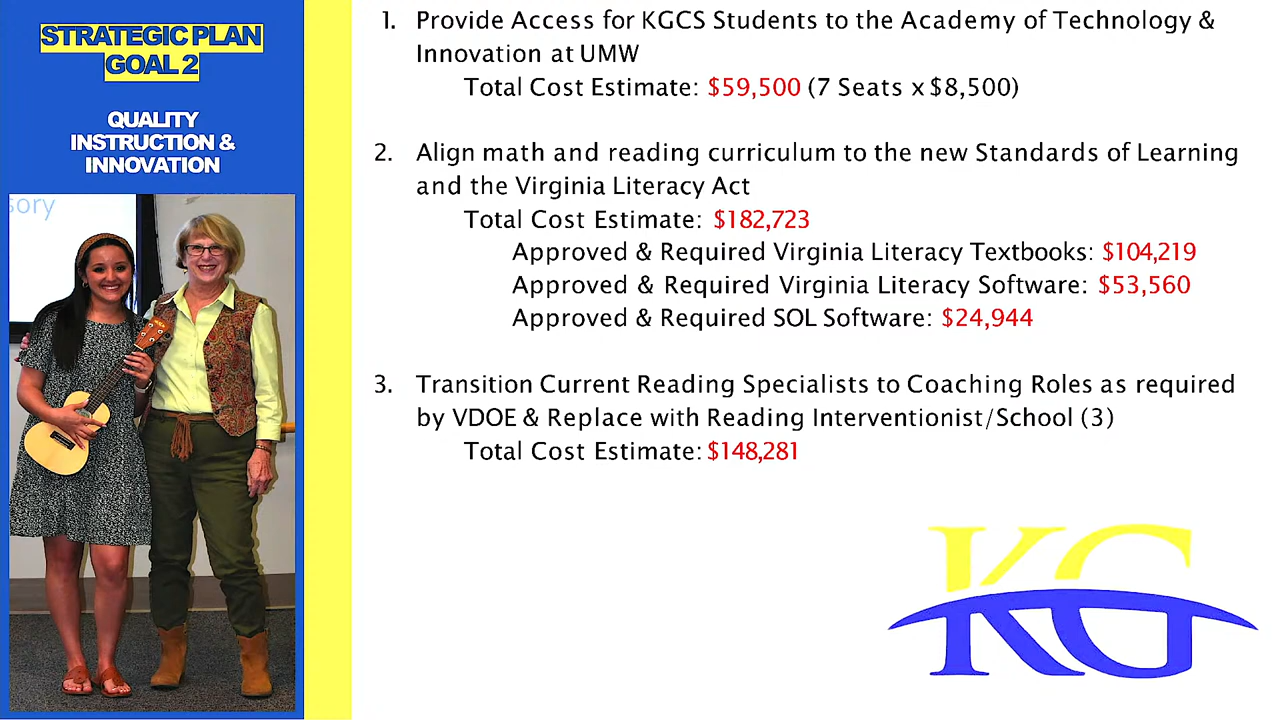 STRATEGIC PLAN
GOAL 2
QUALITY
INSTRUCTION &
INNOVATION
sory
1. Provide Access for KGCS Students to the Academy of Technology &
Innovation at UMW
Total Cost Estimate: $59,500 (7 Seats x $8,500)
2. Align math and reading curriculum to the new Standards of Learning
and the Virginia Literacy Act
Total Cost Estimate: $182,723
Approved & Required Virginia Literacy Textbooks: $104,219
Approved & Required Virginia Literacy Software: $53,560
Approved & Required SOL Software: $24,944
3. Transition Current Reading Specialists to Coaching Roles as required
by VDOE & Replace with Reading Interventionist/School (3)
Total Cost Estimate: $148,281
KG